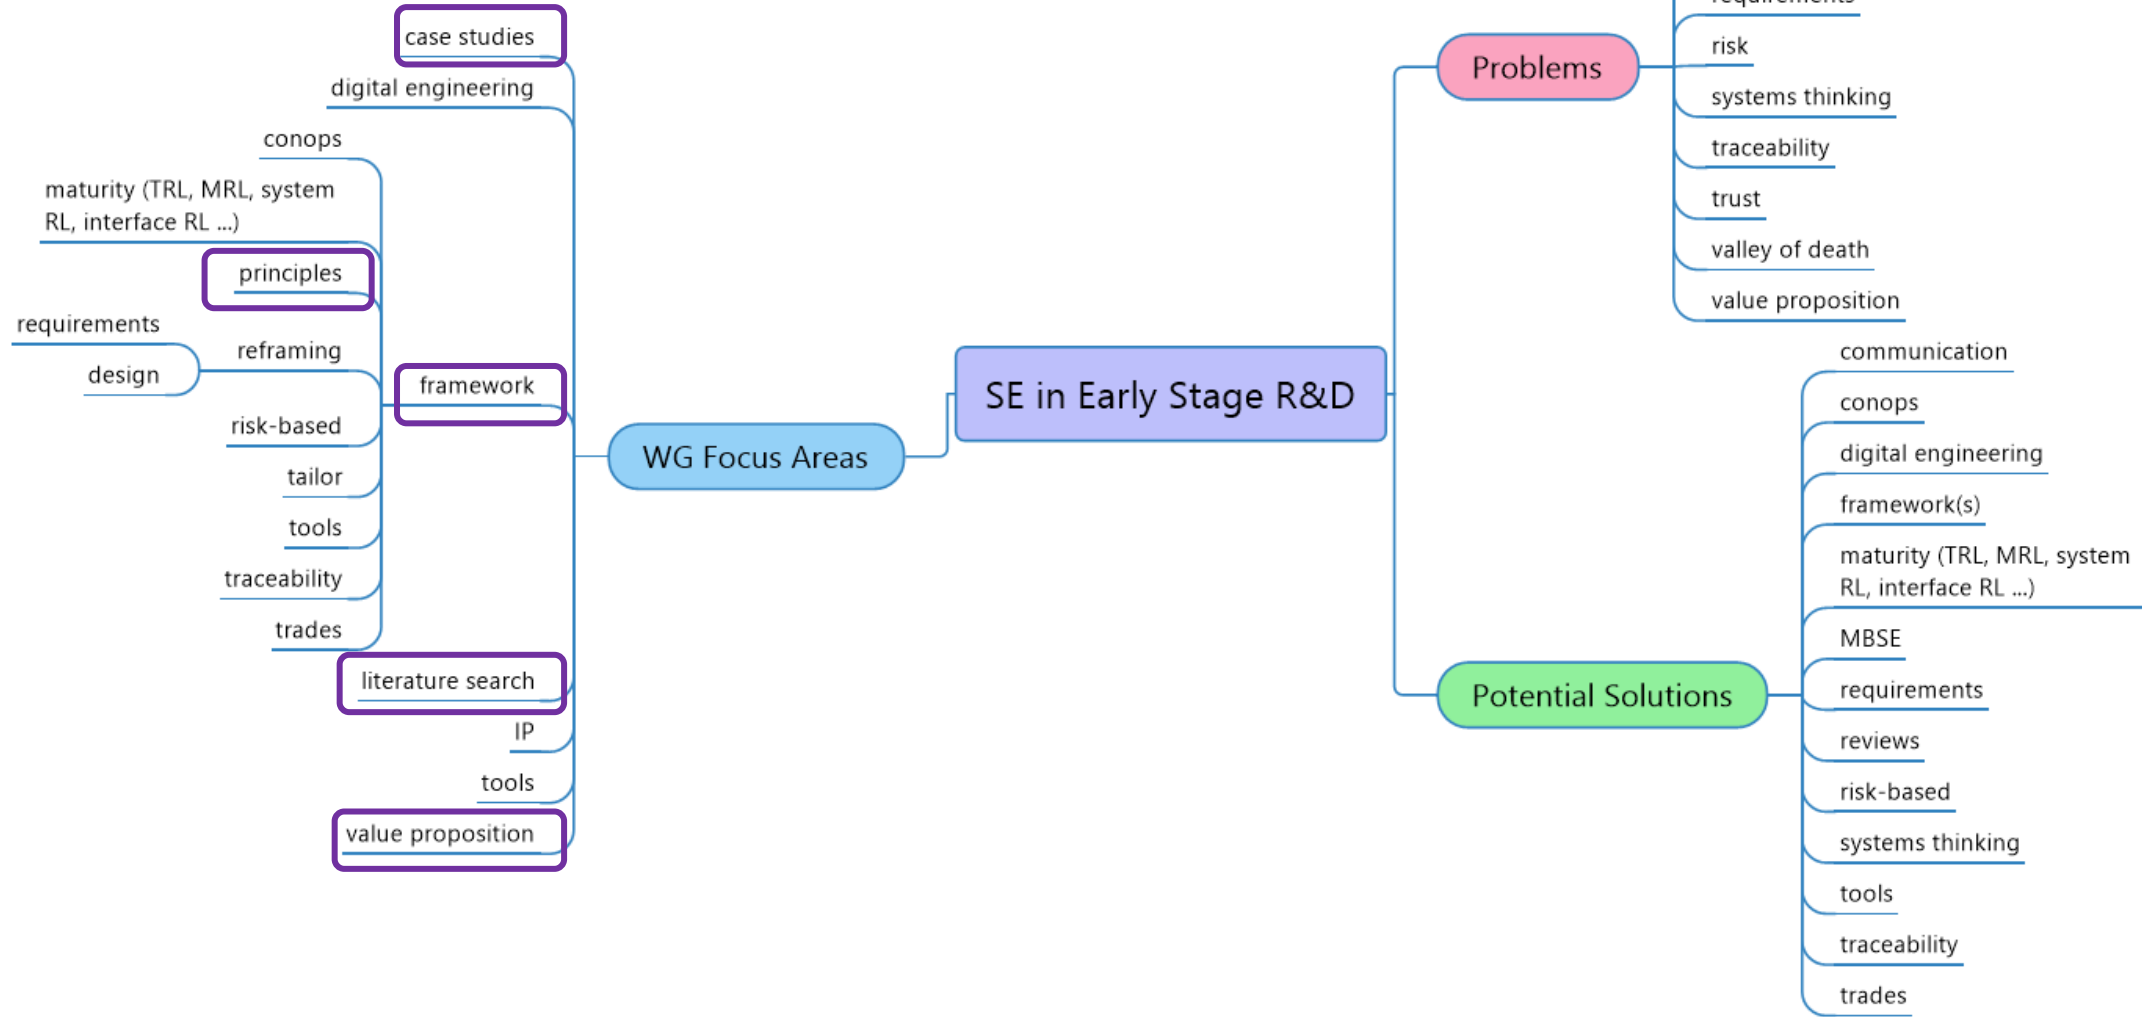 case studies
digital engineering
conops
maturity (TRL, MRL, system
RL, interface RL ...)
principles
requirements
design
reframing
framework
risk-based
tailor
tools
traceability
trades
literature search
IP
tools
value proposition
WG Focus Areas
SE in Early Stage R&D
Problems
requirements
risk
systems thinking
traceability
trust
valley of death
value proposition
Potential Solutions
communication
conops
digital engineering
framework(s)
maturity (TRL, MRL, system
RL, interface RL ...)
MBSE
requirements
reviews
risk-based
systems thinking
tools
traceability
trades